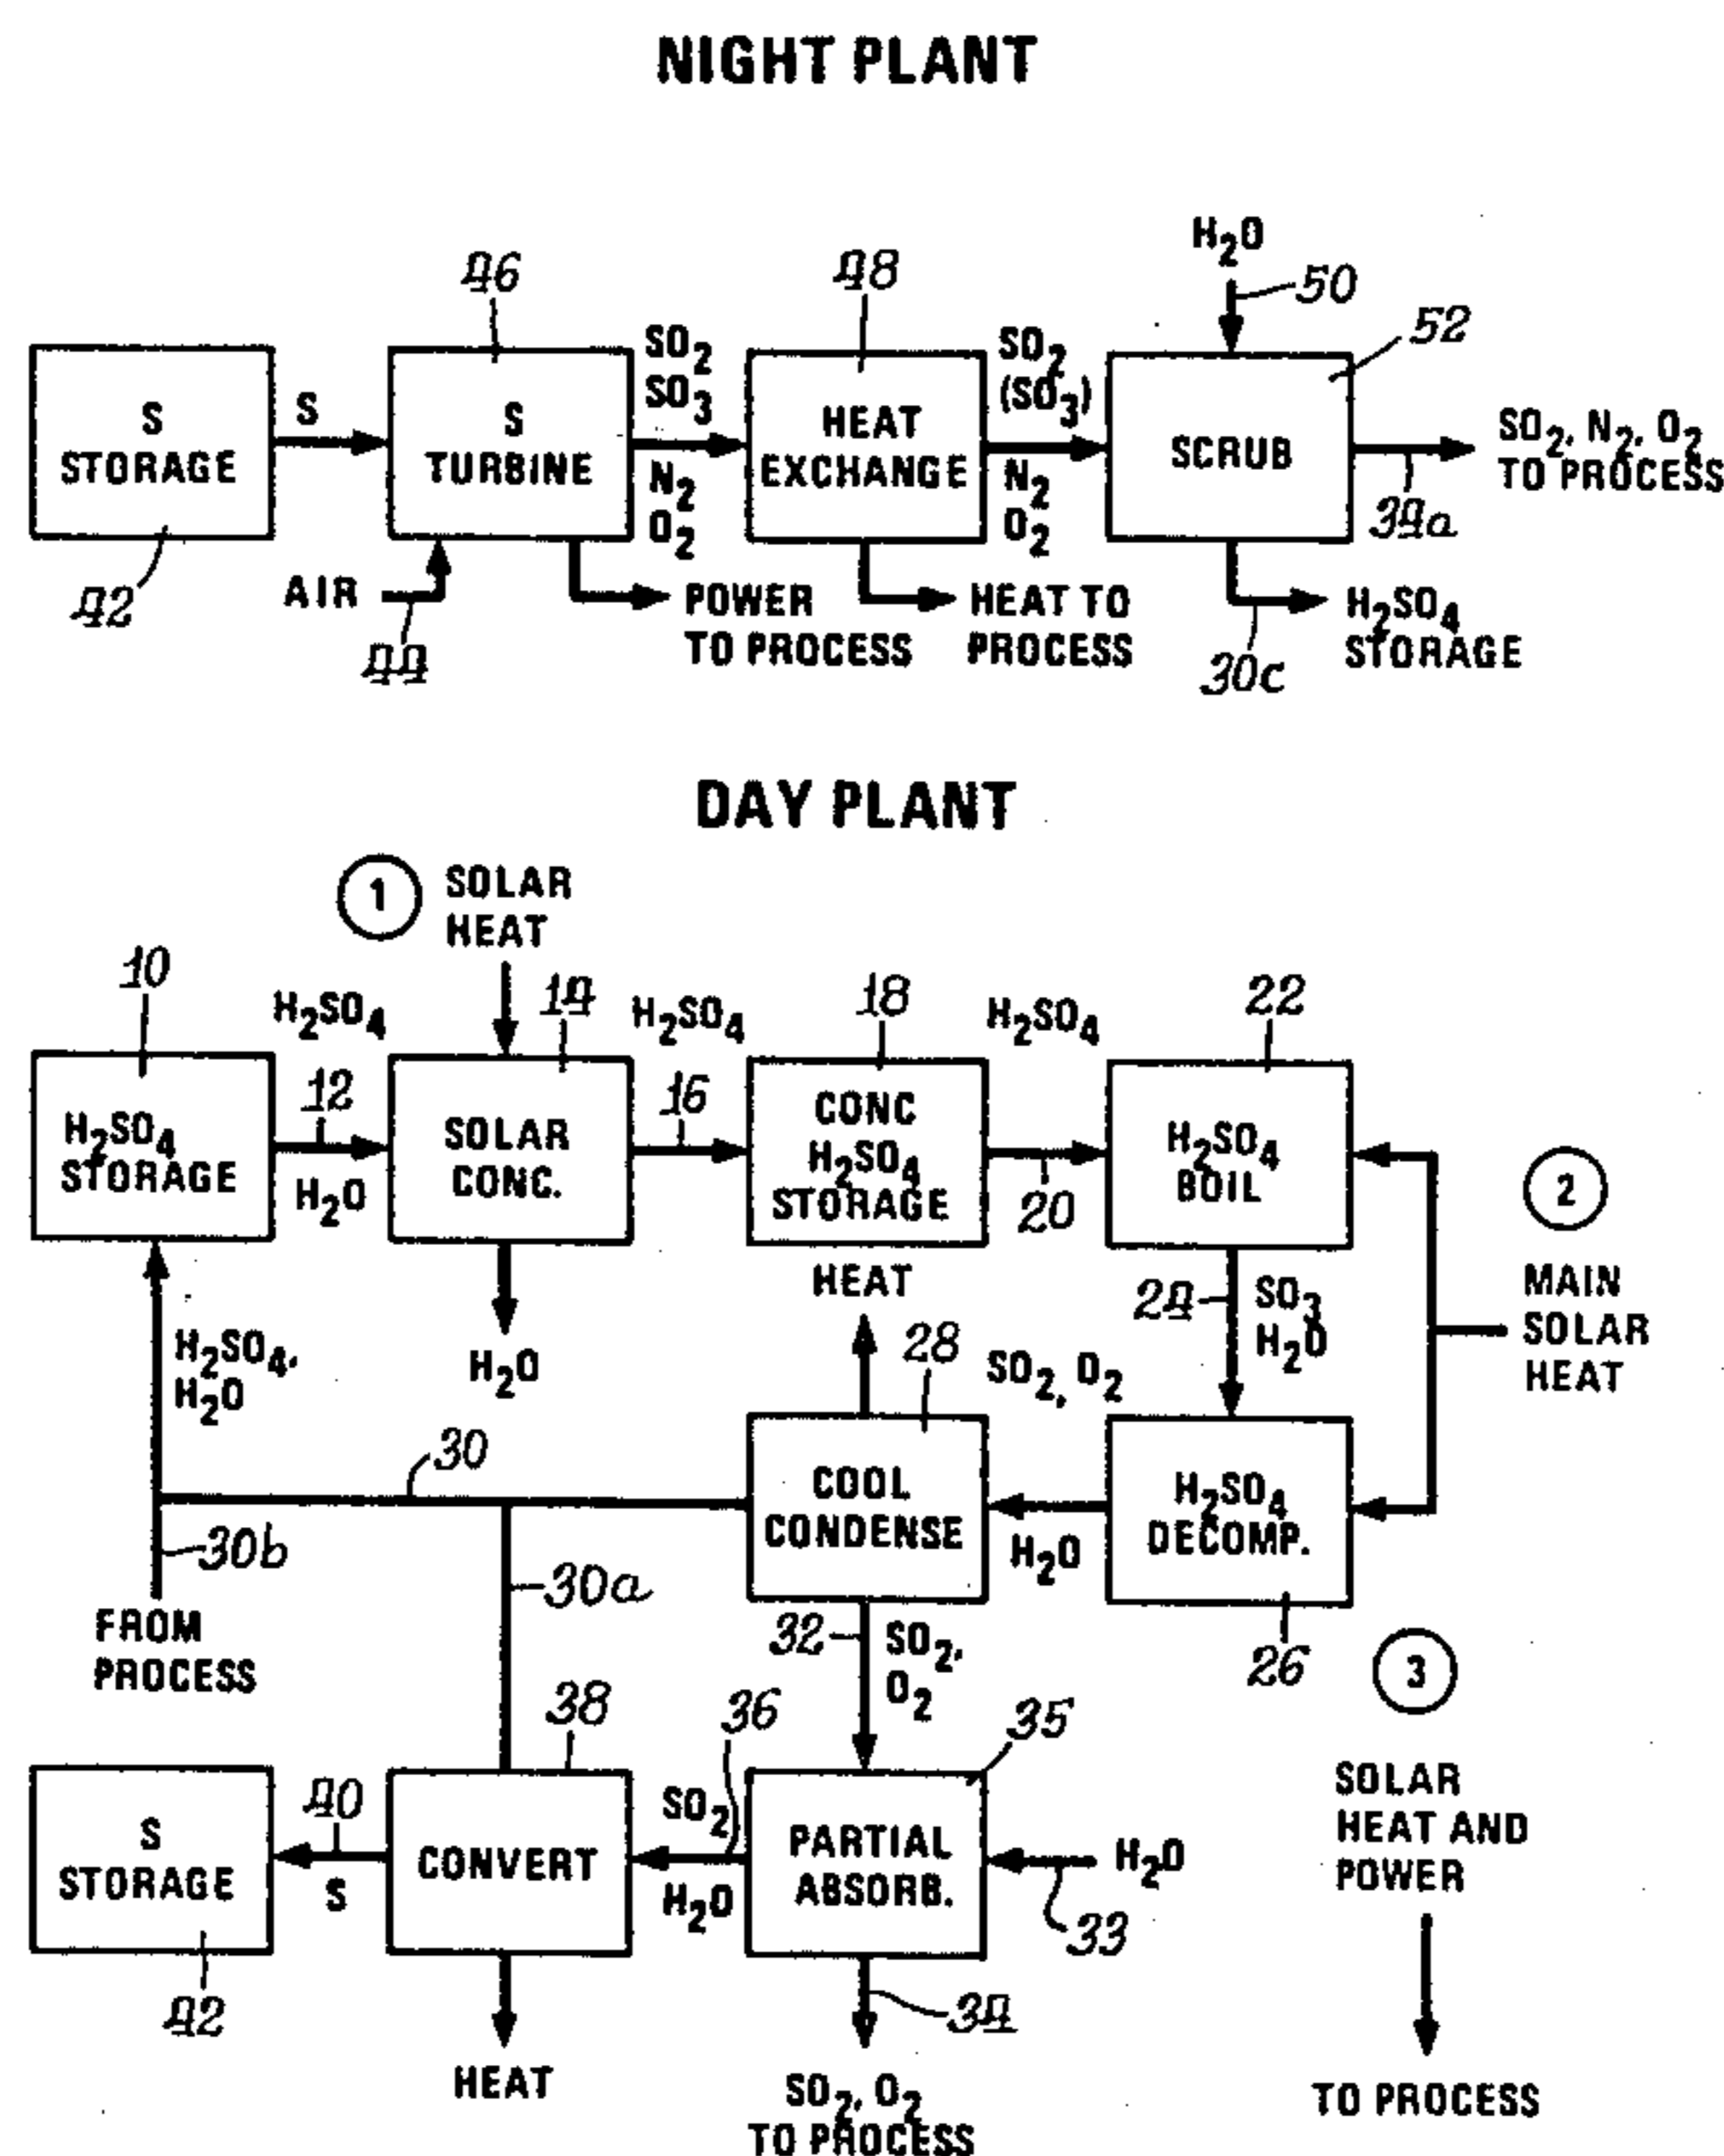 NIGHT PLANT
46
48
H₂O
50
52
S
STORAGE
S
S
TURBINE
SO₂
SO₃
N₂
O₂
HEAT
EXCHANGE
SO₂
(SO₃)
N₂
O₂
SCRUB
SO₂, N₂, O₂
TO PROCESS
34a
42
AIR
44
POWER
TO PROCESS
HEAT TO
PROCESS
30c
H₂SO₄
STORAGE
DAY PLANT
1
SOLAR
HEAT
10
H₂SO₄
14
H₂SO₄
18
H₂SO₄
22
H₂SO₄
STORAGE
12
H₂O
SOLAR
CONC.
16
CONC
H₂SO₄
STORAGE
20
H₂SO₄
BOIL
2
MAIN
SOLAR
HEAT
H₂SO₄,
H₂O
H₂O
HEAT
28
24
SO₃
H₂O
SO₂, O₂
30
COOL
CONDENSE
H₂O
H₂SO₄
DECOMP.
30b
30a
FROM
PROCESS
32
SO₂,
O₂
26
3
38
36
35
S
STORAGE
40
S
CONVERT
SO₂
H₂O
PARTIAL
ABSORB.
H₂O
33
SOLAR
HEAT AND
POWER
42
HEAT
34
SO₂, O₂
TO PROCESS
TO PROCESS